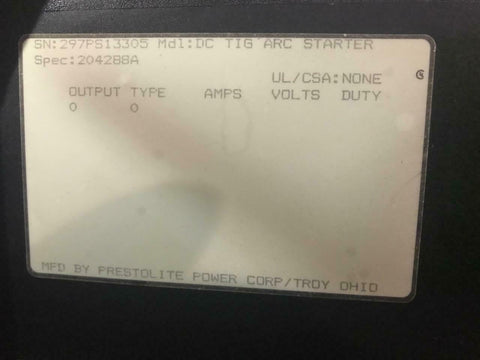 SN:297PS13305 Mdl:DC TIG ARC STARTER
Spec:204288A
UL/CSA:NONE
OUTPUT TYPE AMPS VOLTS DUTY
0 0
MFD BY PRESTOLITE POWER CORP/TROY OHIO